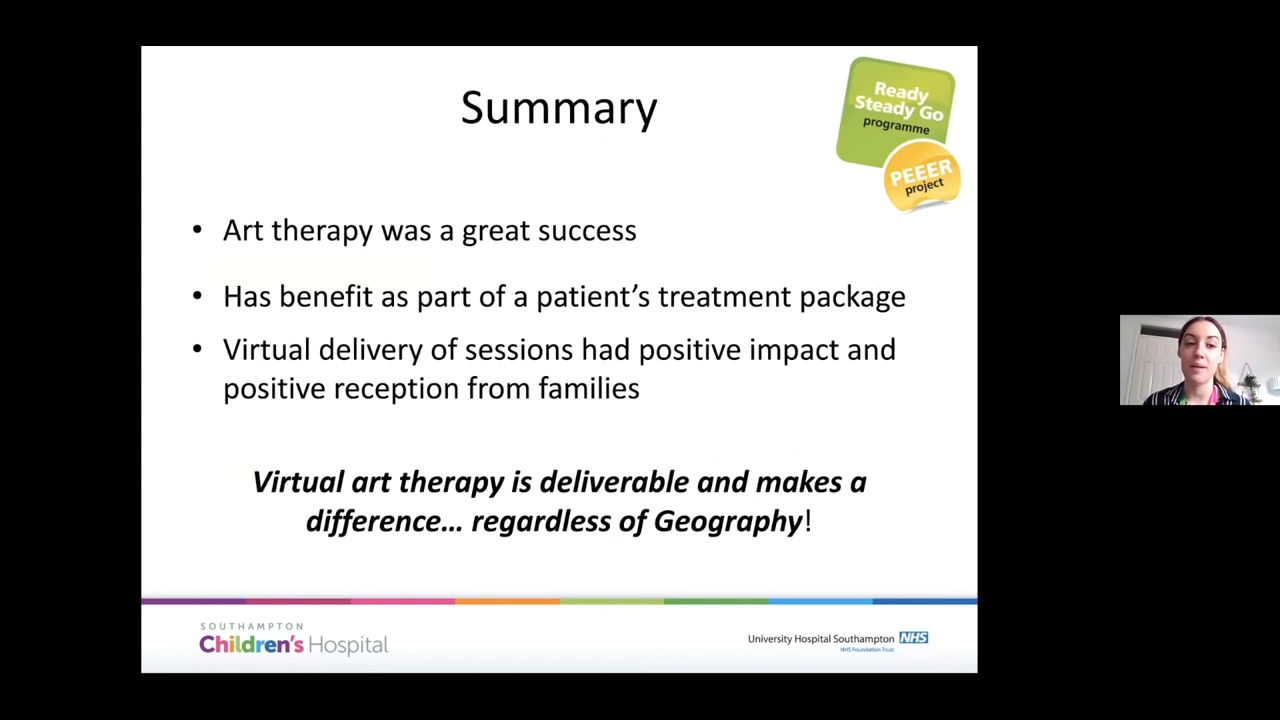 Summary
Ready
Steady Go
programme
PEEER
project
• Art therapy was a great success
• Has benefit as part of a patient’s treatment package
• Virtual delivery of sessions had positive impact and
positive reception from families
Virtual art therapy is deliverable and makes a
difference... regardless of Geography!
SOUTHAMPTON
Children's Hospital
University Hospital Southampton NHS
NHS Foundation Trust